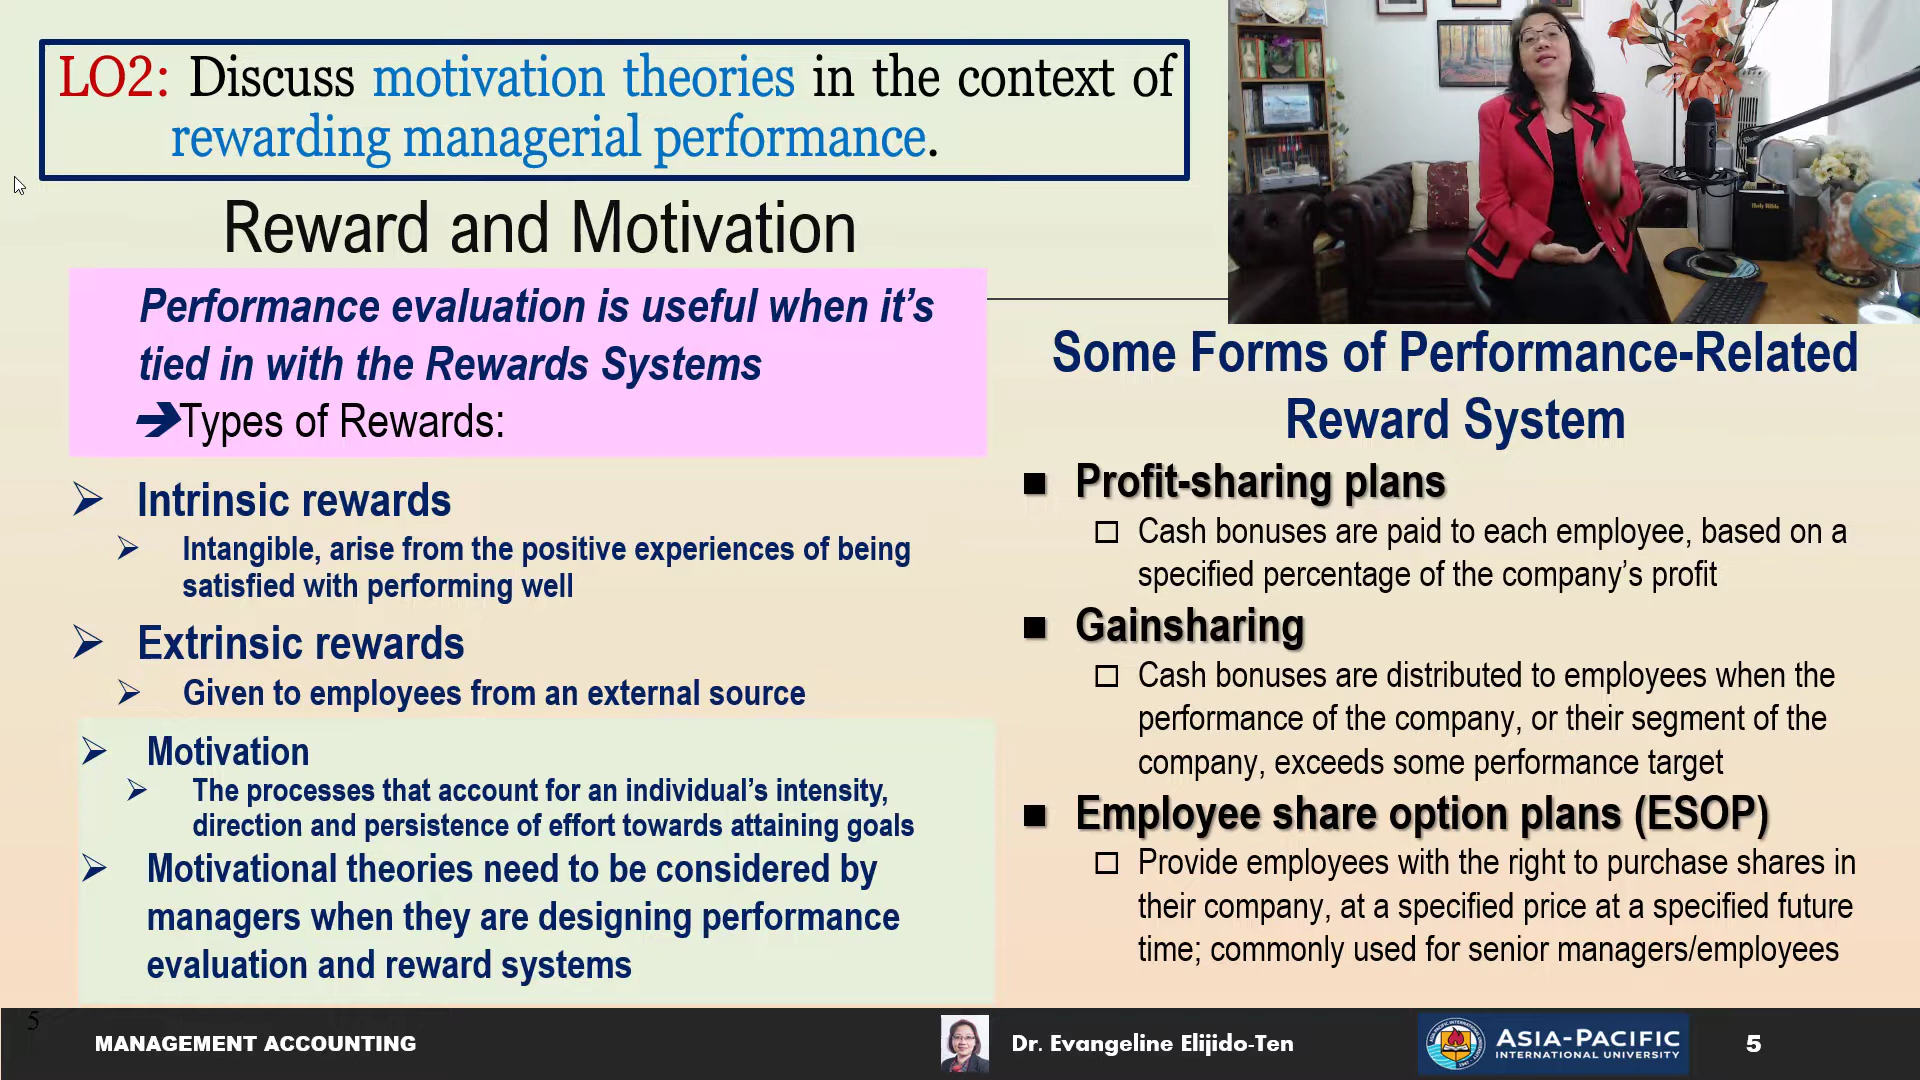 LO2: Discuss motivation theories in the context of
rewarding managerial performance.
Reward and Motivation
Performance evaluation is useful when it’s
tied in with the Rewards Systems
➔Types of Rewards:
➢ Intrinsic rewards
➢ Intangible, arise from the positive experiences of being
satisfied with performing well
➢ Extrinsic rewards
➢ Given to employees from an external source
➢ Motivation
➢ The processes that account for an individual’s intensity,
direction and persistence of effort towards attaining goals
➢ Motivational theories need to be considered by
managers when they are designing performance
evaluation and reward systems
Holy Bible
Some Forms of Performance-Related
Reward System
■ Profit-sharing plans
□ Cash bonuses are paid to each employee, based on a
specified percentage of the company’s profit
■ Gainsharing
□ Cash bonuses are distributed to employees when the
performance of the company, or their segment of the
company, exceeds some performance target
■ Employee share option plans (ESOP)
□ Provide employees with the right to purchase shares in
their company, at a specified price at a specified future
time; commonly used for senior managers/employees
5
MANAGEMENT ACCOUNTING
Dr. Evangeline Elijido-Ten
ASIA-PACIFIC
INTERNATIONAL UNIVERSITY
5